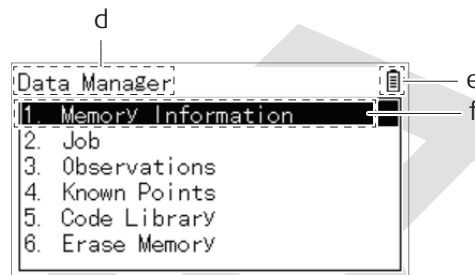 d
Data Manager
e
1. Memory Information
f
2. Job
3. Observations
4. Known Points
5. Code Library
6. Erase Memory